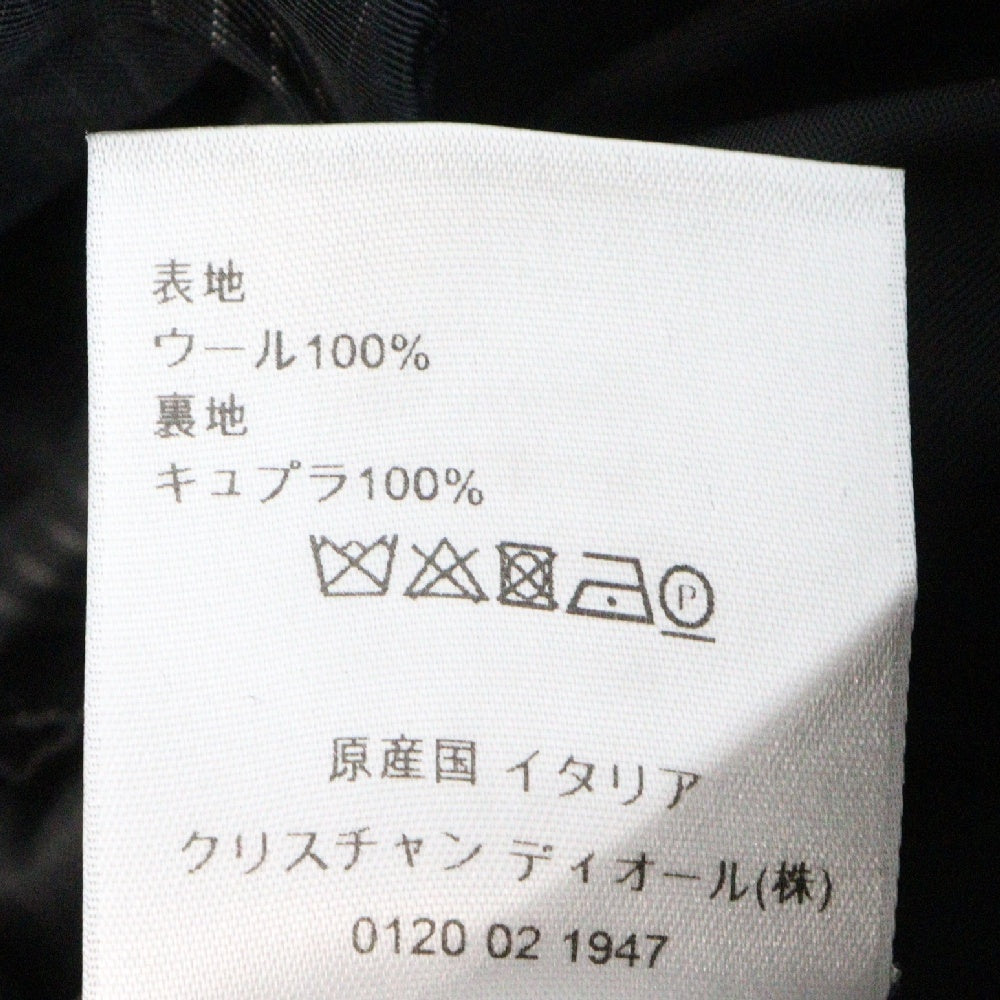 表地
ウール100%
裏地
キュプラ100%
P
原産国 イタリア
クリスチャン ディオール(株)
0120 02 1947